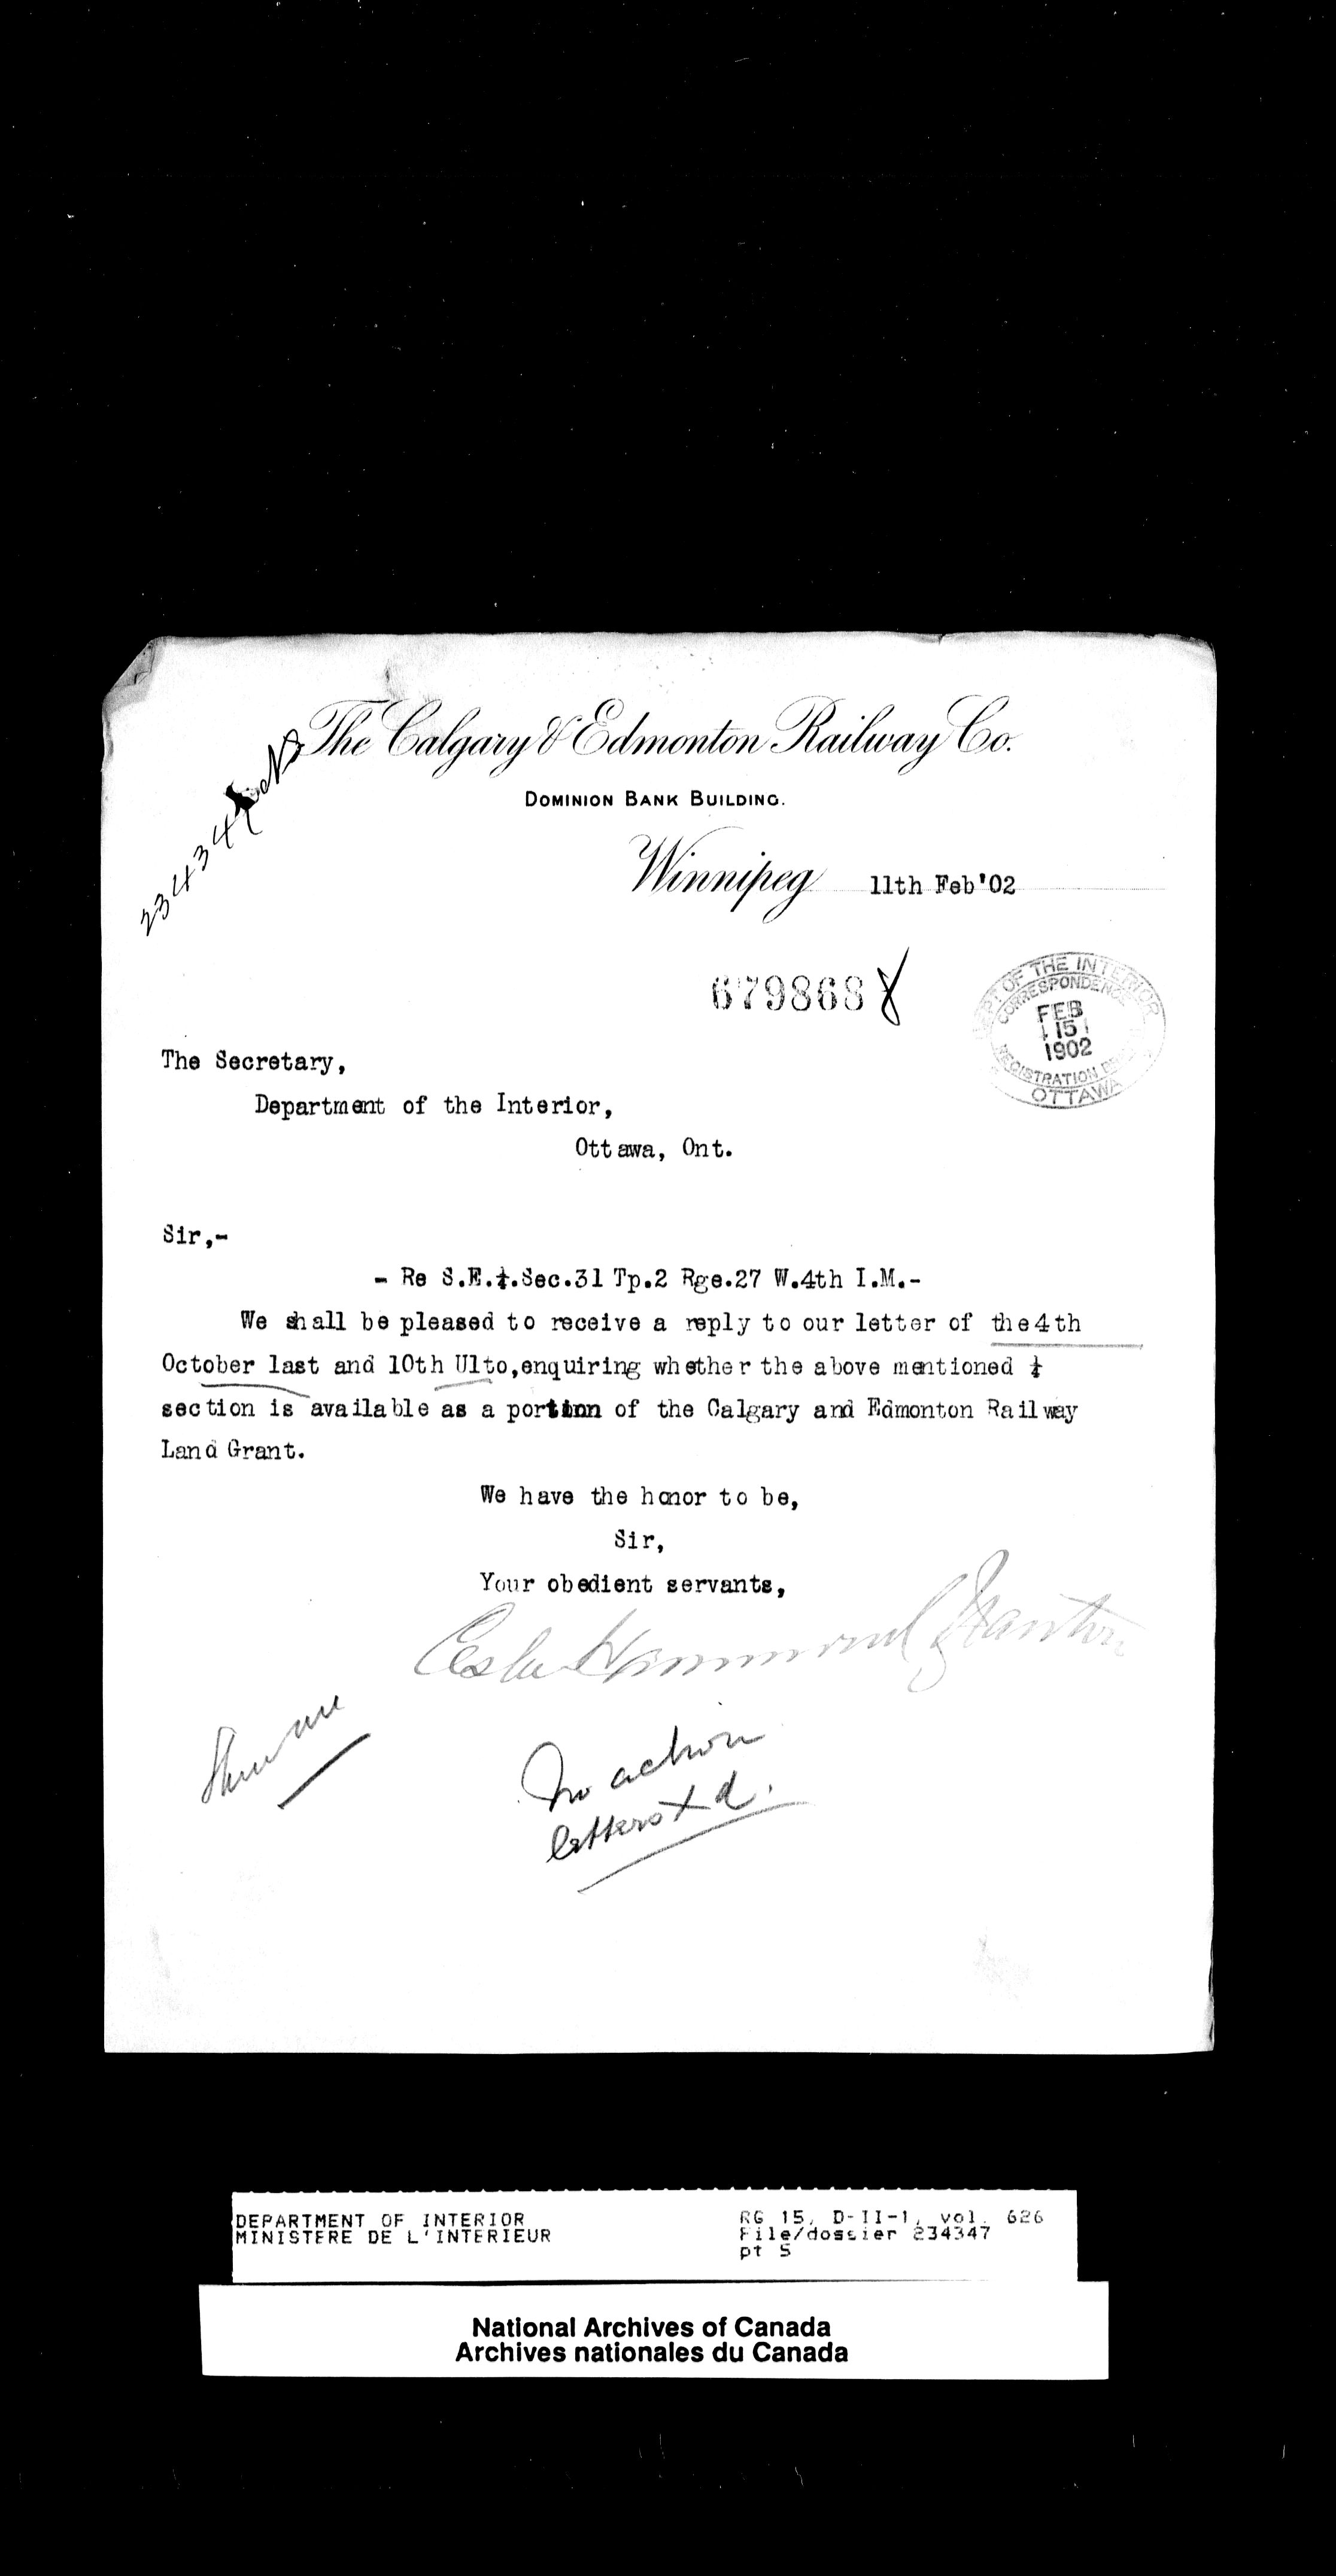 The Calgary & Edmonton Railway Co.
DOMINION BANK BUILDING.
Winnipeg 11th Feb'02
679868
DEPT OF THE INTERIOR
CORRESPONDENCE
FEB
15
1902
REGISTRATION
OTTAWA
The Secretary,
Department of the Interior,
Ottawa, Ont.
Sir,-
- Re S.E.¼.Sec.31 Tp.2 Rge.27 W.4th I.M.-
We shall be pleased to receive a reply to our letter of the 4th
October last and 10th Ulto,enquiring whether the above mentioned ¼
section is available as a portion of the Calgary and Edmonton Railway
Land Grant.
We have the honor to be,
Sir,
Your obedient servants,
Osler Hammond & Nanton
No action
letters
DEPARTMENT OF INTERIOR
MINISTERE DE L'INTERIEUR
RG 15, D-II-1, vol. 626
File/dossier 234347
pt 5
National Archives of Canada
Archives nationales du Canada